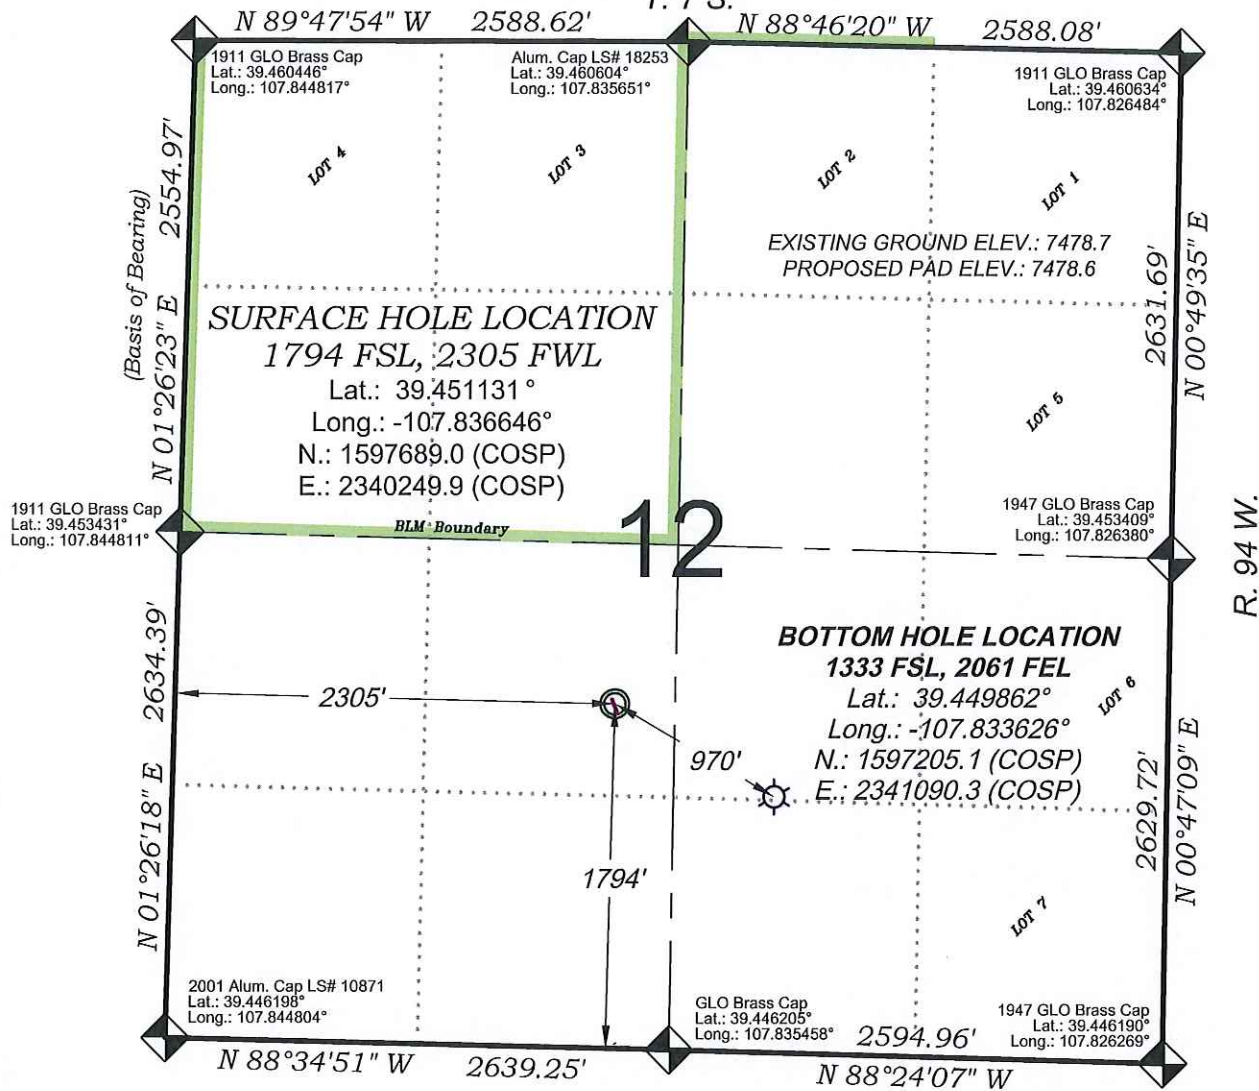 T. 7 S.
N 89°47'54" W 2588.62'
N 88°46'20" W 2588.08'
1911 GLO Brass Cap
Lat.: 39.460446°
Long.: 107.844817°
Alum. Cap LS# 18253
Lat.: 39.460604°
Long.: 107.835651°
1911 GLO Brass Cap
Lat.: 39.460634°
Long.: 107.826484°
LOT 4
LOT 3
LOT 2
LOT 1
(Basis of Bearing)
N 01°26'23" E 2554.97'
EXISTING GROUND ELEV.: 7478.7
PROPOSED PAD ELEV.: 7478.6
2631.69'
N 00°49'35" E
SURFACE HOLE LOCATION
1794 FSL, 2305 FWL
Lat.: 39.451131°
Long.: -107.836646°
N.: 1597689.0 (COSP)
E.: 2340249.9 (COSP)
LOT 5
1911 GLO Brass Cap
Lat.: 39.453431°
Long.: 107.844811°
BLM Boundary
12
1947 GLO Brass Cap
Lat.: 39.453409°
Long.: 107.826380°
R. 94 W.
N 01°26'18" E 2634.39'
2305'
970'
1794'
BOTTOM HOLE LOCATION
1333 FSL, 2061 FEL
Lat.: 39.449862°
Long.: -107.833626°
N.: 1597205.1 (COSP)
E.: 2341090.3 (COSP)
LOT 6
2629.72'
N 00°47'09" E
LOT 7
2001 Alum. Cap LS# 10871
Lat.: 39.446198°
Long.: 107.844804°
GLO Brass Cap
Lat.: 39.446205°
Long.: 107.835458°
1947 GLO Brass Cap
Lat.: 39.446190°
Long.: 107.826269°
N 88°34'51" W 2639.25'
2594.96'
N 88°24'07" W